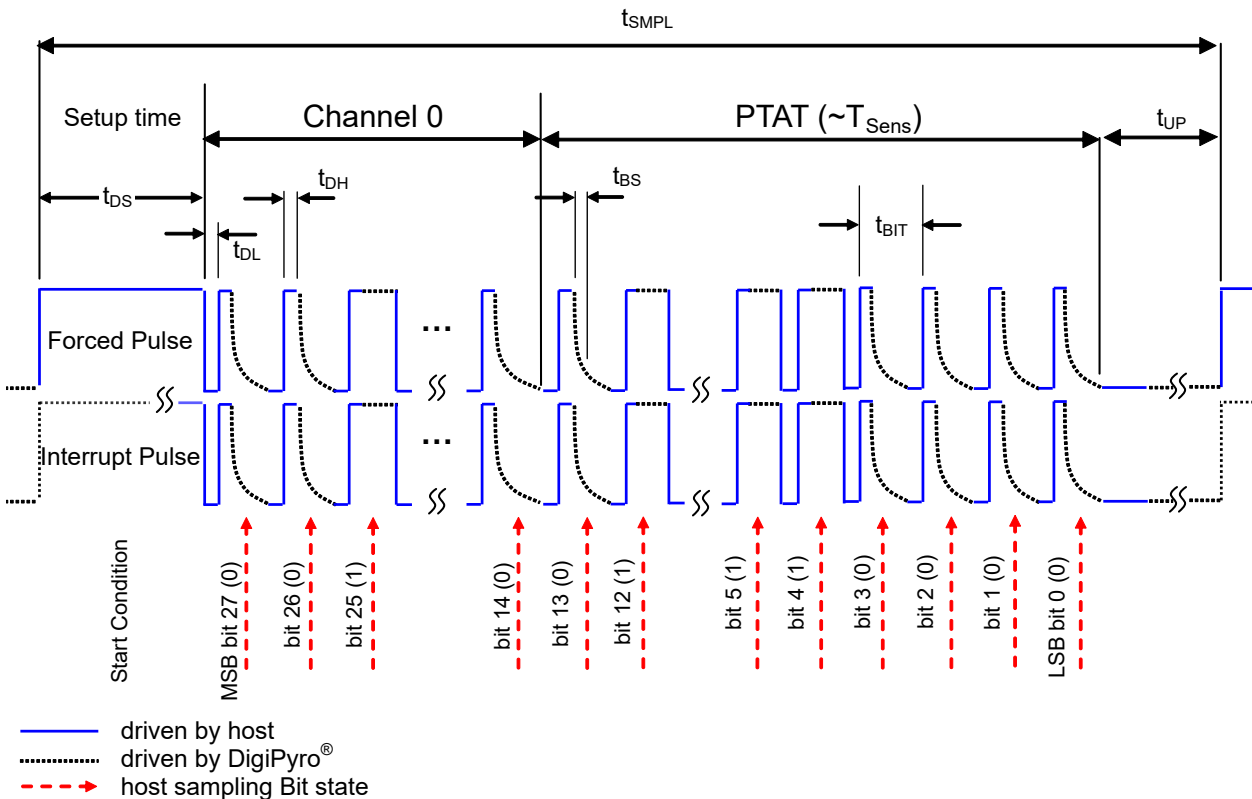 tSMPL
Setup time
Channel 0
PTAT (~TSens)
tUP
tDS
tDH
tDL
tBS
tBIT
Forced Pulse
...
Interrupt Pulse
...
Start Condition
MSB bit 27 (0)
bit 26 (0)
bit 25 (1)
bit 14 (0)
bit 13 (0)
bit 12 (1)
bit 5 (1)
bit 4 (1)
bit 3 (0)
bit 2 (0)
bit 1 (0)
LSB bit 0 (0)
driven by host
driven by DigiPyro®
host sampling Bit state